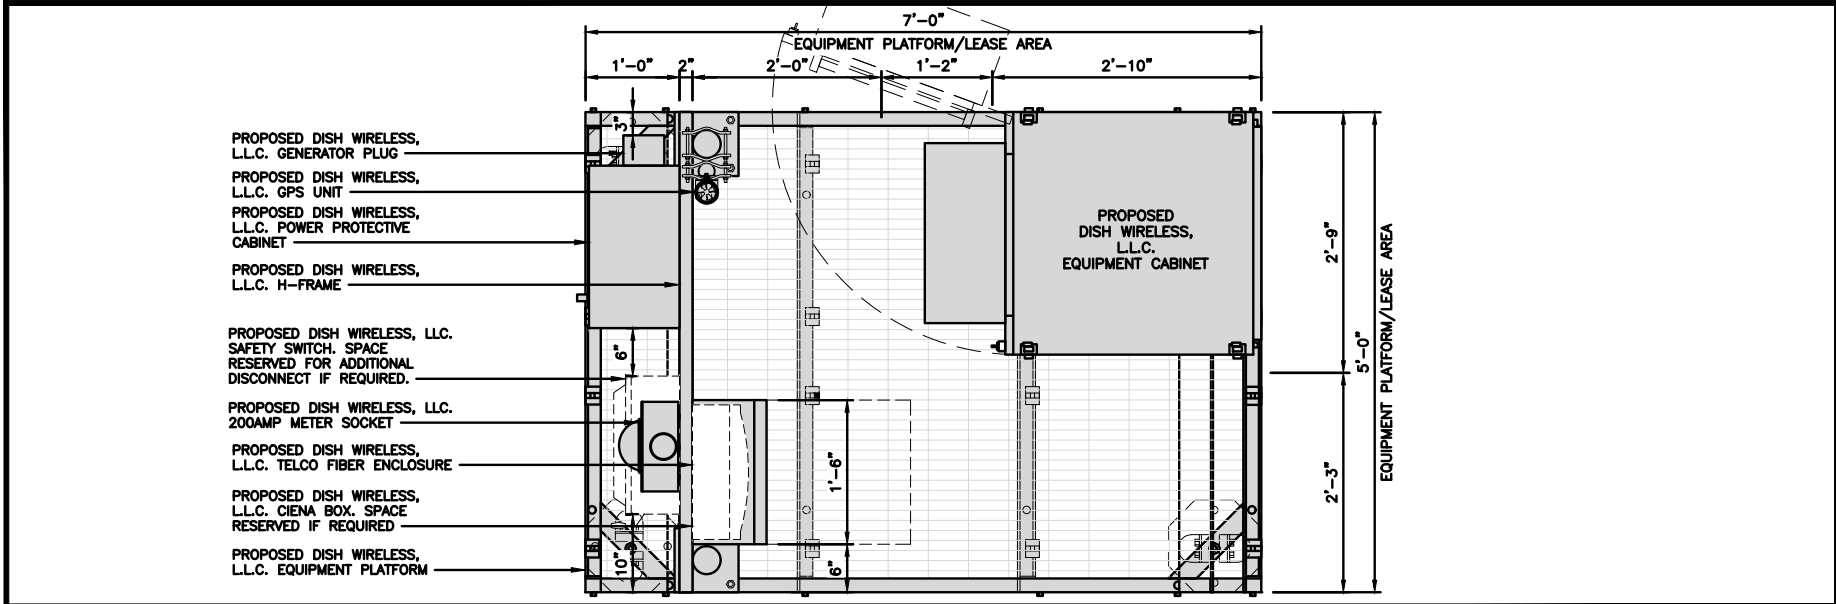 7'-0"
EQUIPMENT PLATFORM/LEASE AREA
1'-0"
2"
2'-0"
1'-2"
2'-10"
3"
PROPOSED DISH WIRELESS,
L.L.C. GENERATOR PLUG
PROPOSED DISH WIRELESS,
L.L.C. GPS UNIT
PROPOSED DISH WIRELESS,
L.L.C. POWER PROTECTIVE
CABINET
PROPOSED DISH WIRELESS,
L.L.C. H-FRAME
PROPOSED DISH WIRELESS, LLC.
SAFETY SWITCH. SPACE
RESERVED FOR ADDITIONAL
DISCONNECT IF REQUIRED.
PROPOSED DISH WIRELESS, LLC.
200AMP METER SOCKET
PROPOSED DISH WIRELESS,
L.L.C. TELCO FIBER ENCLOSURE
PROPOSED DISH WIRELESS,
L.L.C. CIENA BOX. SPACE
RESERVED IF REQUIRED
PROPOSED DISH WIRELESS,
L.L.C. EQUIPMENT PLATFORM
6"
10"
1'-6"
6"
PROPOSED
DISH WIRELESS,
L.L.C.
EQUIPMENT CABINET
2'-9"
2'-3"
5'-0"
EQUIPMENT PLATFORM/LEASE AREA